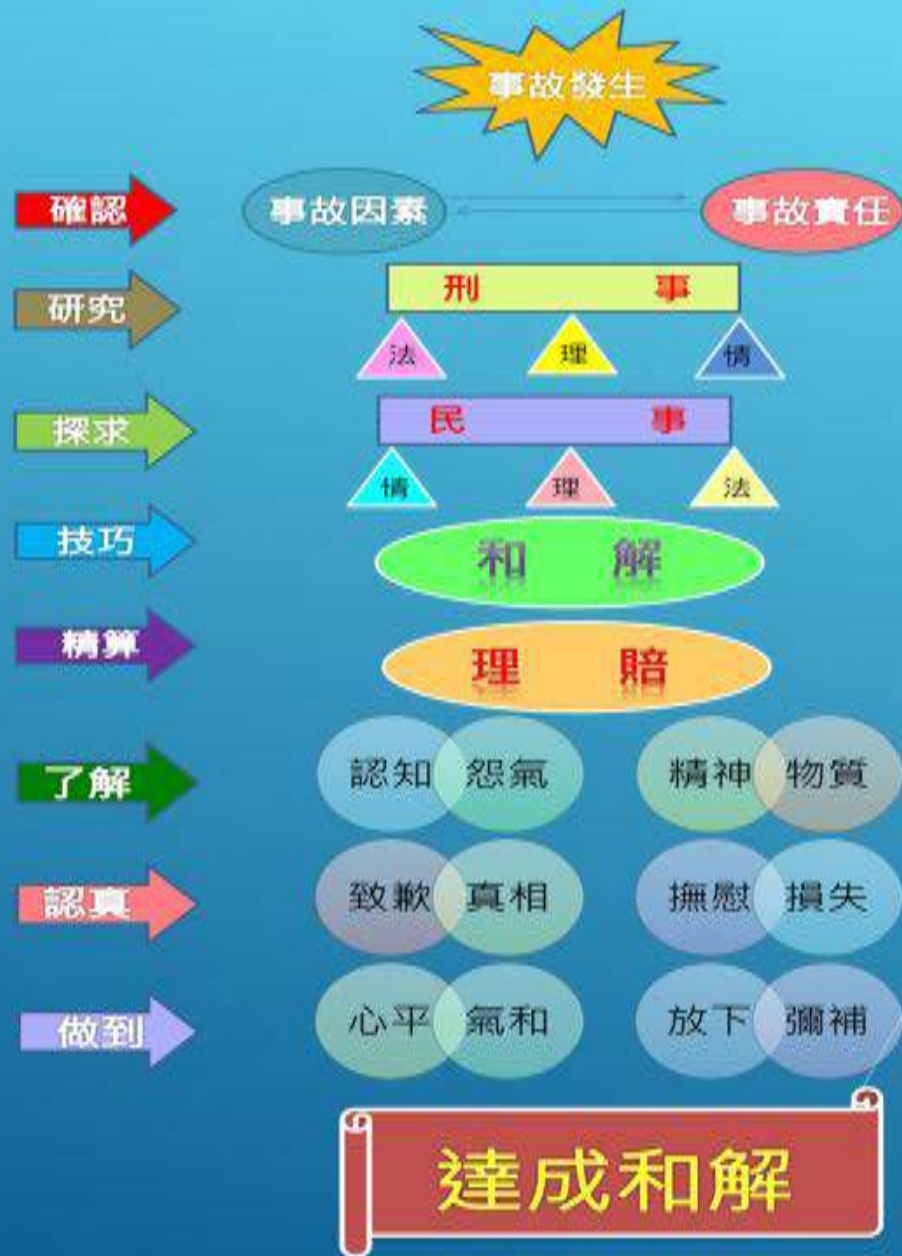 事故發生
確認 事故因素 事故責任
研究 刑 事
法 理 情
探求 民 事
情 理 法
技巧 和 解
精算 理 賠
了解 認知 怨氣 精神 物質
認真 致歉 真相 撫慰 損失
做到 心平 氣和 放下 彌補
達成和解